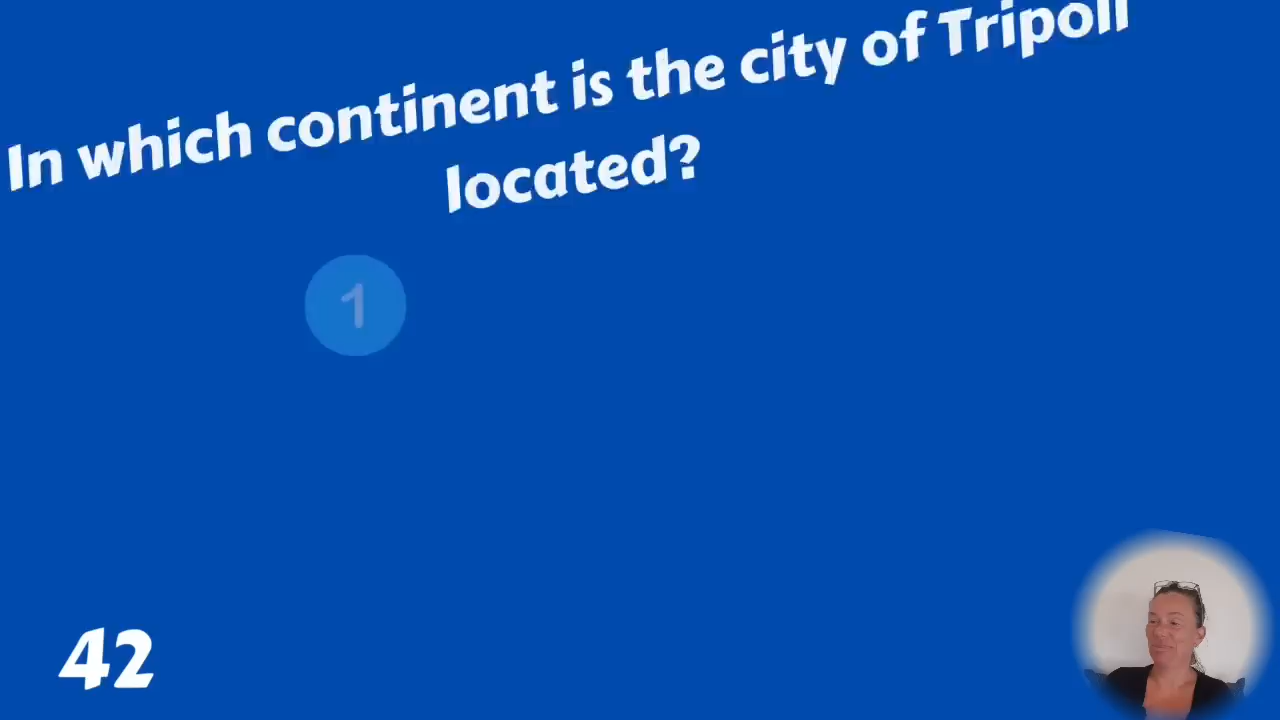 In which continent is the city of Tripoli
located?
1
42